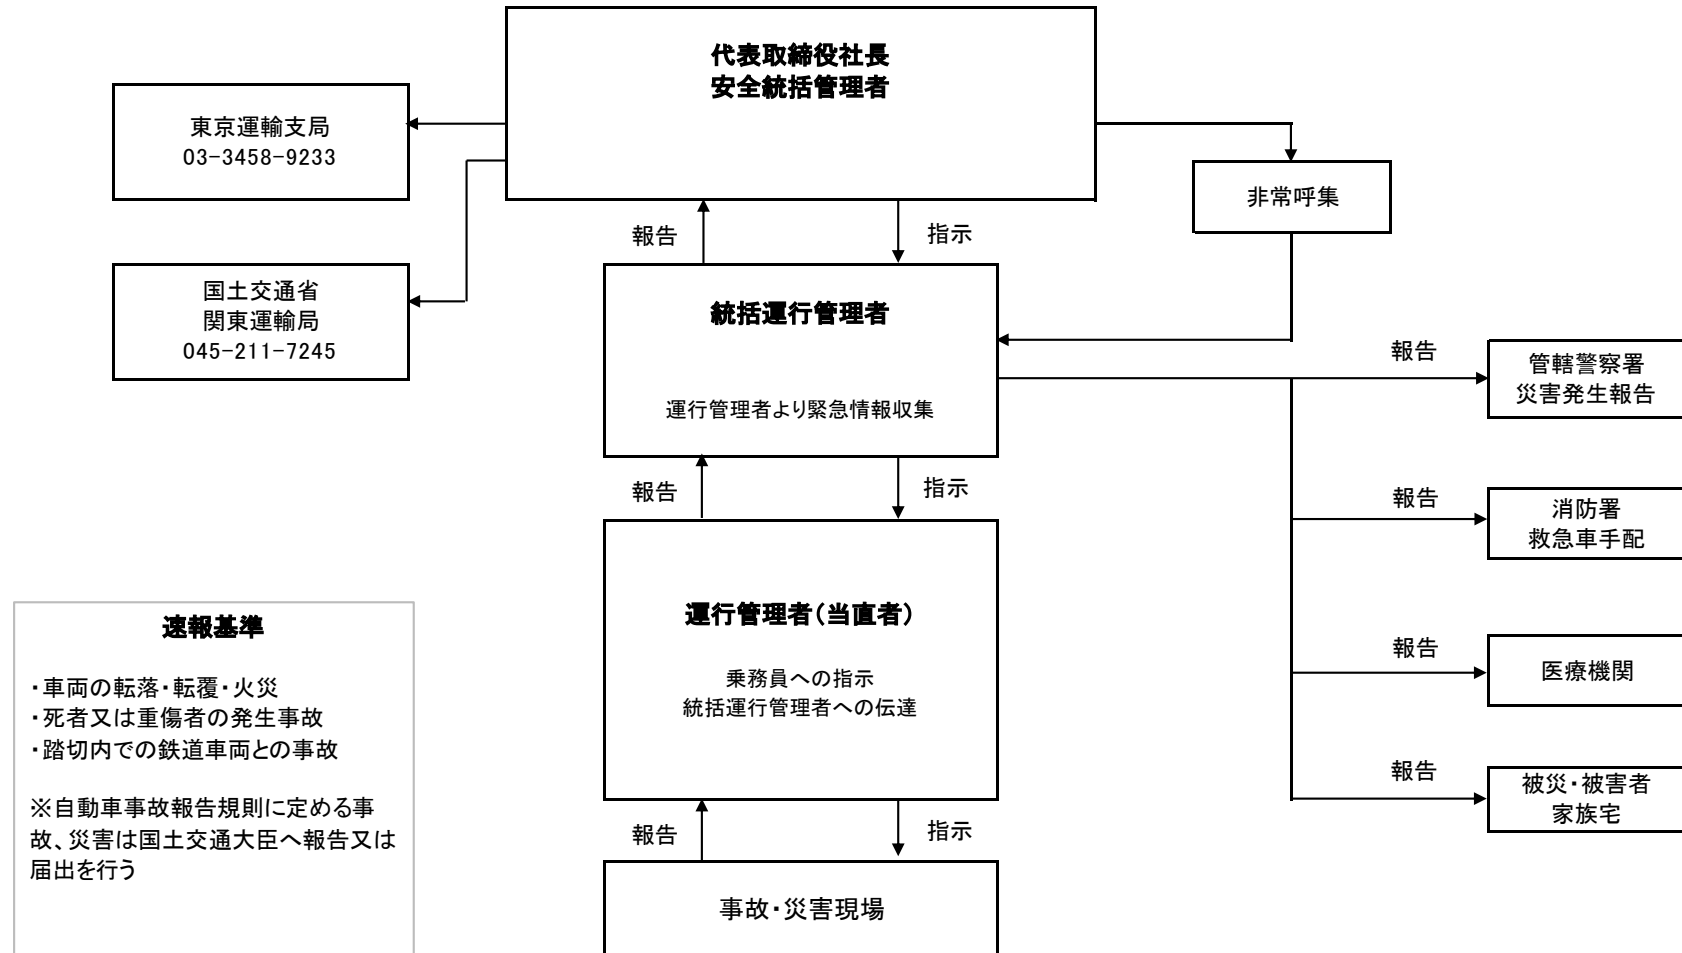 代表取締役社長
安全統括管理者
東京運輸支局
03-3458-9233
非常呼集
報告
指示
国土交通省
関東運輸局
045-211-7245
統括運行管理者
運行管理者より緊急情報収集
報告
管轄警察署
災害発生報告
報告
指示
報告
消防署
救急車手配
運行管理者(当直者)
乗務員への指示
統括運行管理者への伝達
速報基準
・車両の転落・転覆・火災
・死者又は重傷者の発生事故
・踏切内での鉄道車両との事故
※自動車事故報告規則に定める事
故、災害は国土交通大臣へ報告又は
届出を行う
報告
医療機関
報告
被災・被害者
家族宅
報告
指示
事故・災害現場